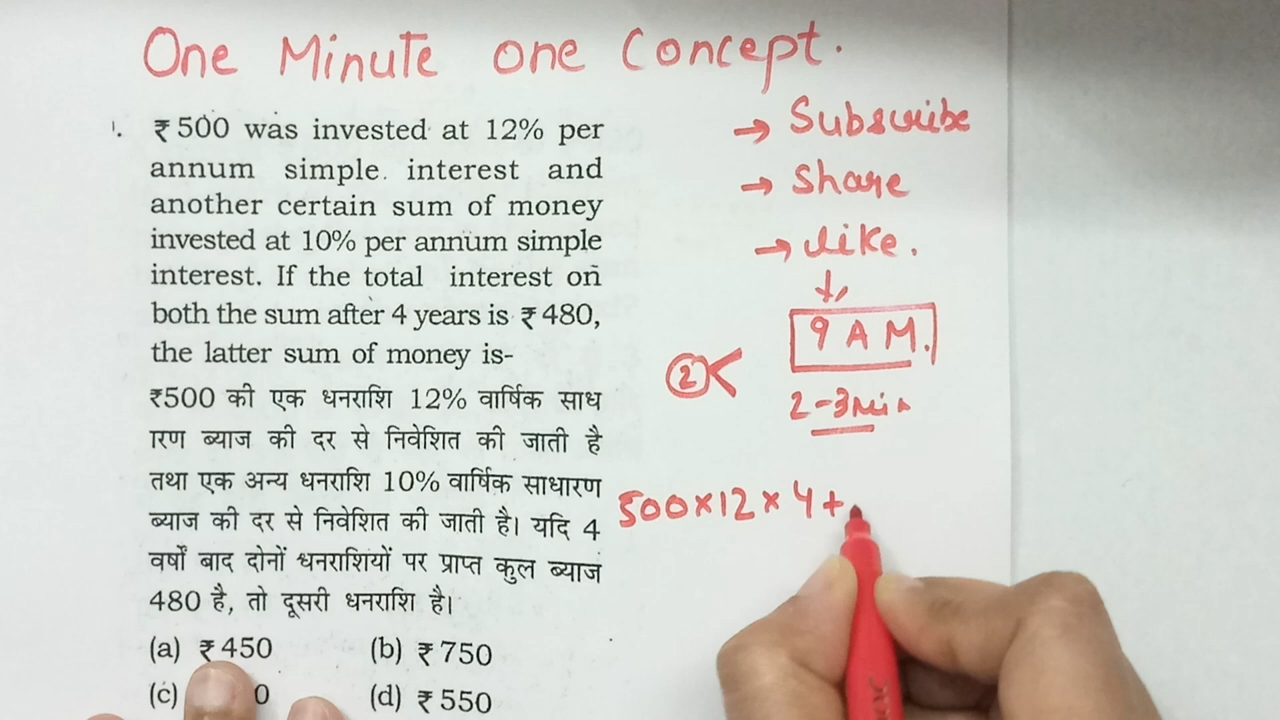 One Minute one Concept.
1. ₹500 was invested at 12% per
annum simple interest and
another certain sum of money
invested at 10% per annum simple
interest. If the total interest on
both the sum after 4 years is ₹480,
the latter sum of money is-
₹500 की एक धनराशि 12% वार्षिक साध
ारण ब्याज की दर से निवेशित की जाती है
तथा एक अन्य धनराशि 10% वार्षिक साधारण
ब्याज की दर से निवेशित की जाती है। यदि 4
वर्षों बाद दोनों धनराशियों पर प्राप्त कुल ब्याज
480 है, तो दूसरी धनराशि है।
(a) ₹450 (b) ₹750
(c) 0 (d) ₹550
→ Subscribe
→ Share
→ Like.
9 AM.
2-3 Min
2<
500×12×4+